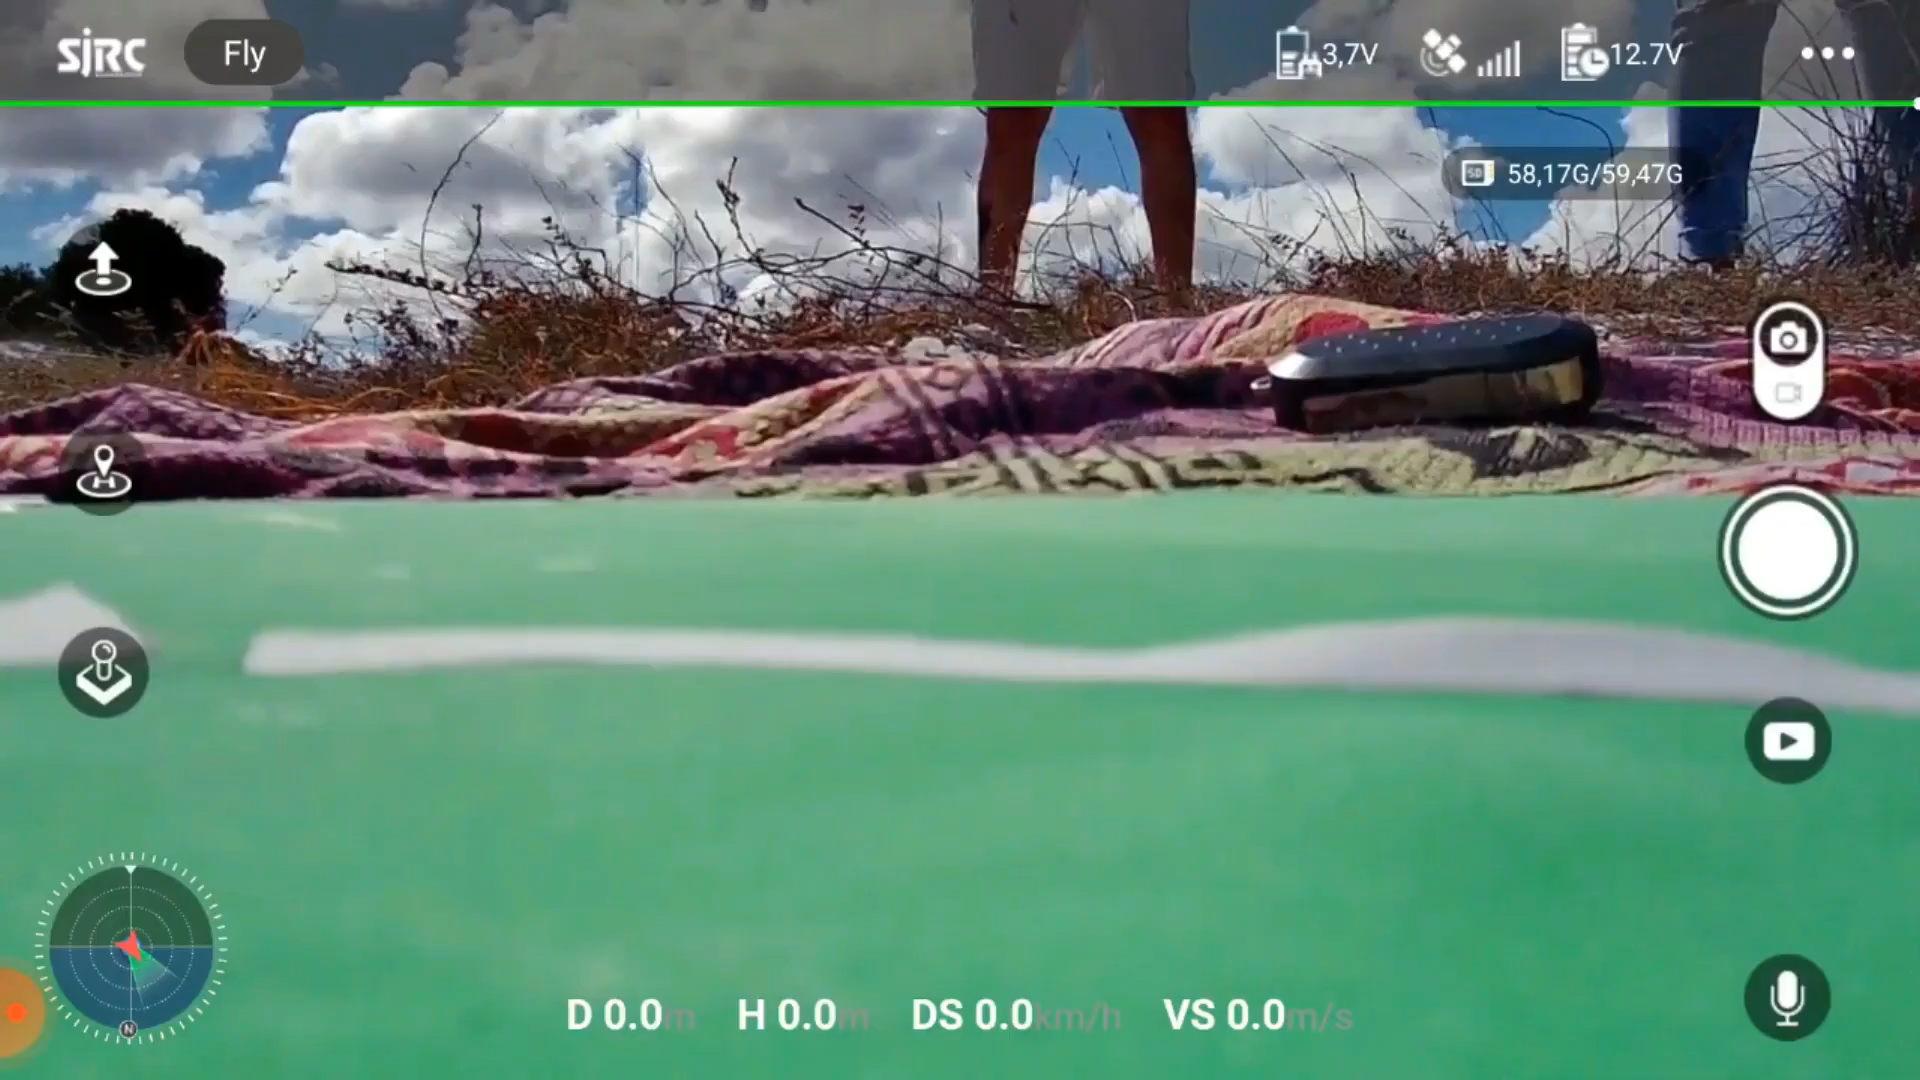 SJRC Fly 3,7V 12.7V
SD 58,17G/59,47G
H
N
D 0.0m H 0.0m DS 0.0km/h VS 0.0m/s